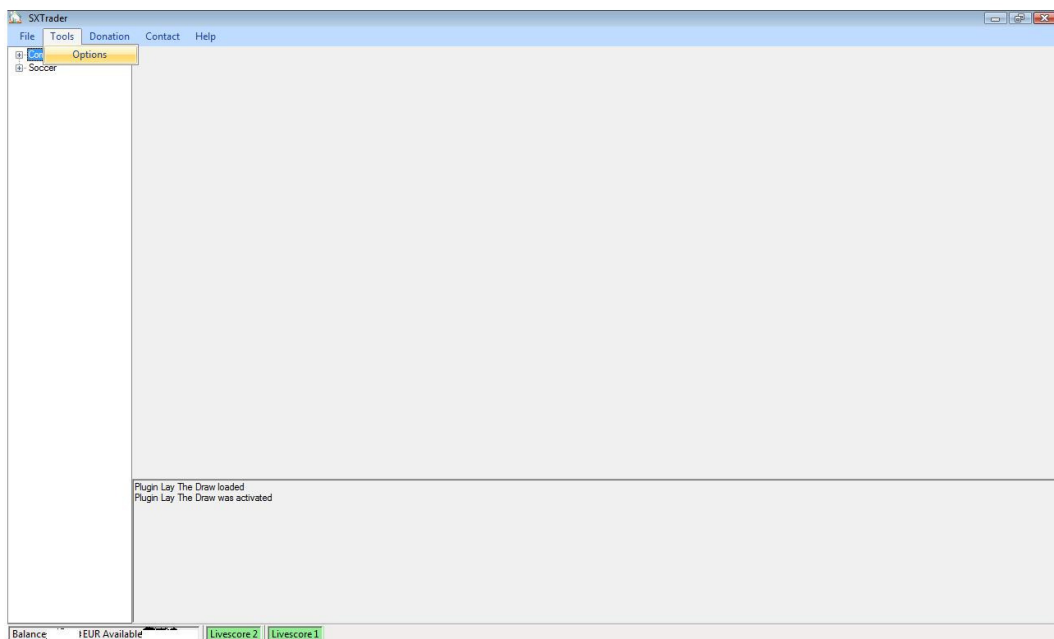 SXTrader
File Tools Donation Contact Help
Options
Soccer
Plugin Lay The Draw loaded
Plugin Lay The Draw was activated
Balance EUR Available Livescore 2 Livescore 1